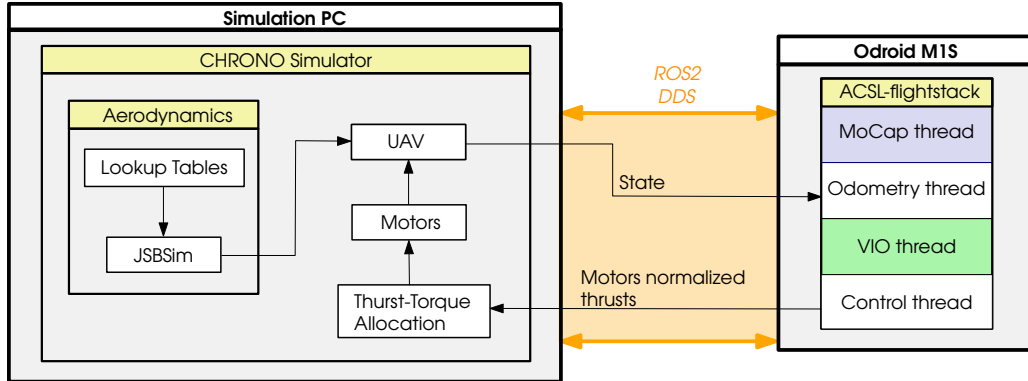 Simulation PC
CHRONO Simulator
Aerodynamics
Lookup Tables
JSBSim
UAV
Motors
Thurst-Torque
Allocation
ROS2
DDS
State
Motors normalized
thrusts
Odroid M1S
ACSL-flightstack
MoCap thread
Odometry thread
VIO thread
Control thread